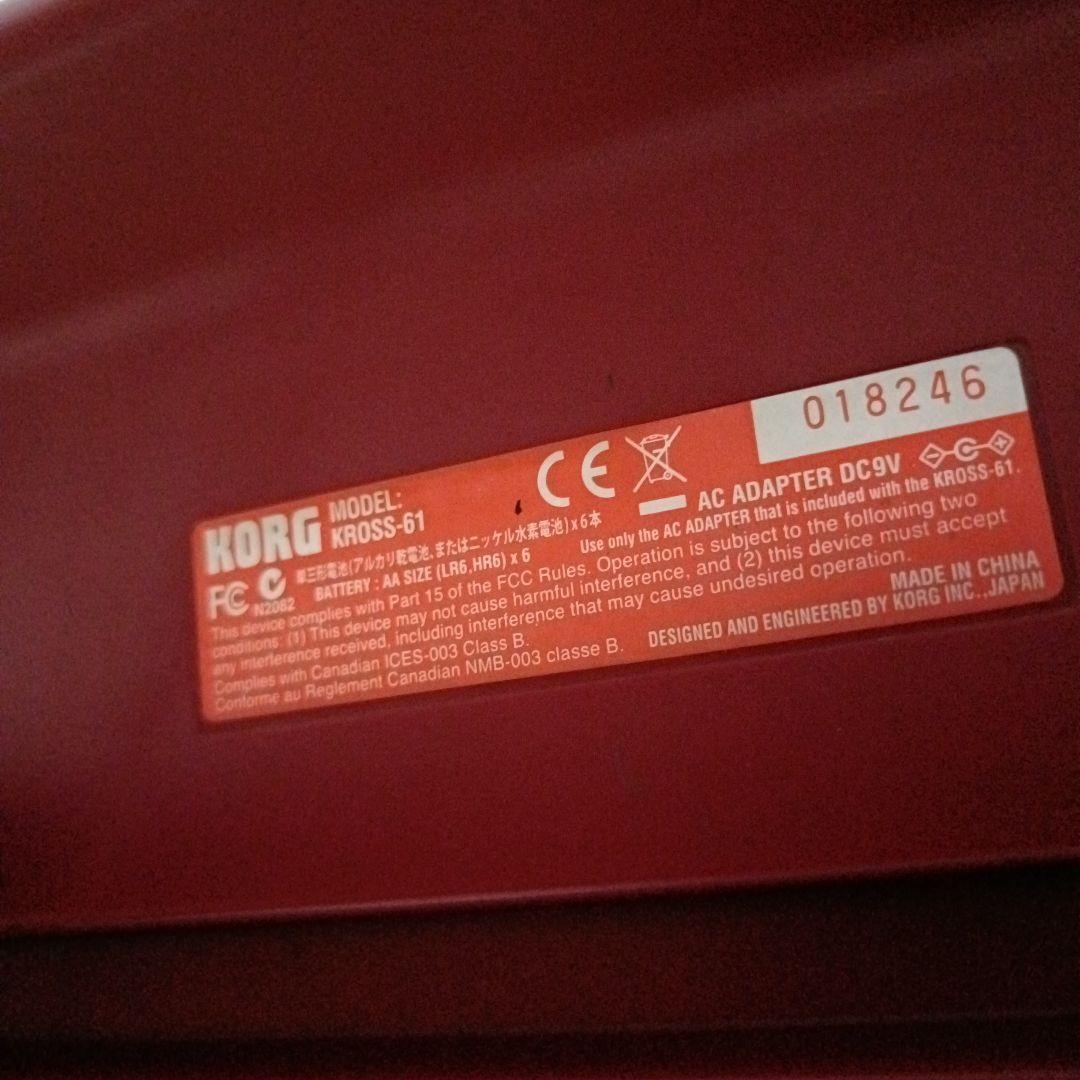 018246
KORG MODEL:
KROSS-61
CE
AC ADAPTER DC9V
単三形電池(アルカリ乾電池、またはニッケル水素電池)x6本
Use only the AC ADAPTER that is included with the KROSS-61.
FC N2082 BATTERY : AA SIZE (LR6,HR6) x 6
This device complies with Part 15 of the FCC Rules. Operation is subject to the following two
conditions: (1) This device may not cause harmful interference, and (2) this device must accept
any interference received, including interference that may cause undesired operation.
Complies with Canadian ICES-003 Class B.
Conforme au Reglement Canadien NMB-003 classe B.
MADE IN CHINA
DESIGNED AND ENGINEERED BY KORG INC.,JAPAN